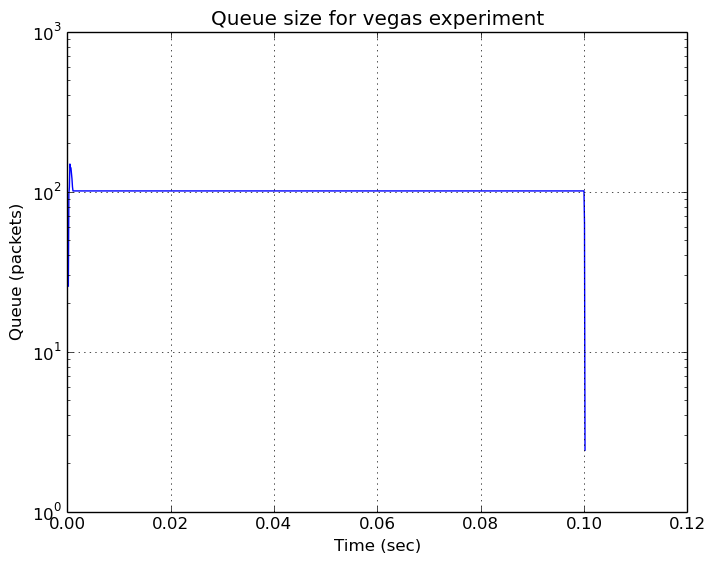 Queue size for vegas experiment
10^3
10^2
10^1
10^0
Queue (packets)
0.00 0.02 0.04 0.06 0.08 0.10 0.12
Time (sec)